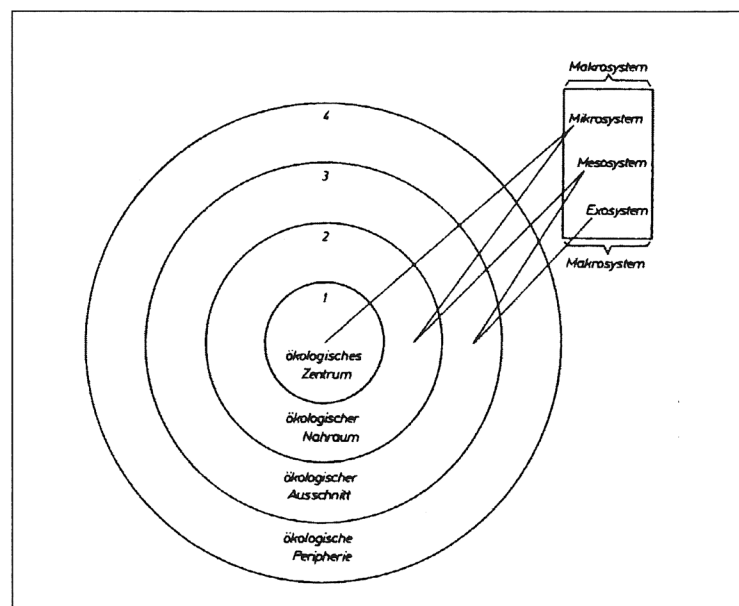 Makrosystem
4
Mikrosystem
3
Mesosystem
2
Exosystem
Makrosystem
1
ökologisches
Zentrum
ökologischer
Nahraum
ökologischer
Ausschnitt
ökologische
Peripherie